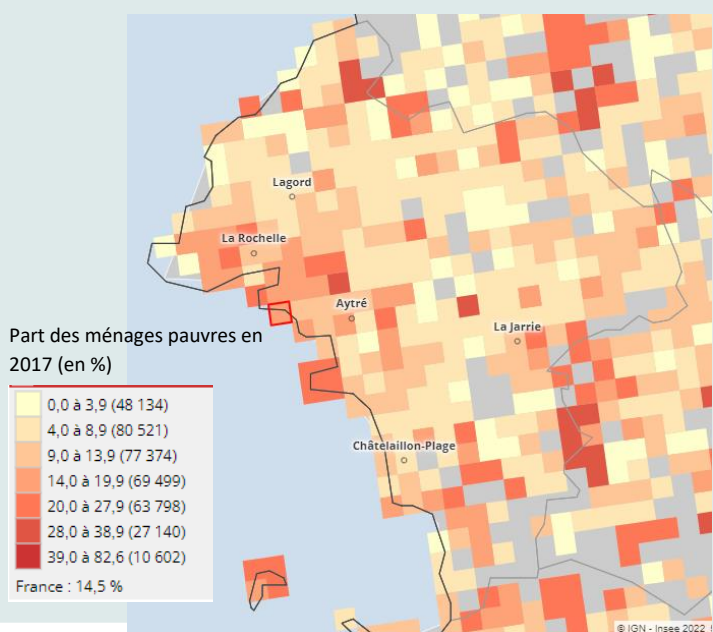 Lagord
La Rochelle
Aytré
La Jarrie
Châtelaillon-Plage
Part des ménages pauvres en
2017 (en %)
0,0 à 3,9 (48 134)
4,0 à 8,9 (80 521)
9,0 à 13,9 (77 374)
14,0 à 19,9 (69 499)
20,0 à 27,9 (63 798)
28,0 à 38,9 (27 140)
39,0 à 82,6 (10 602)
France : 14,5 %
© IGN - Insee 2022